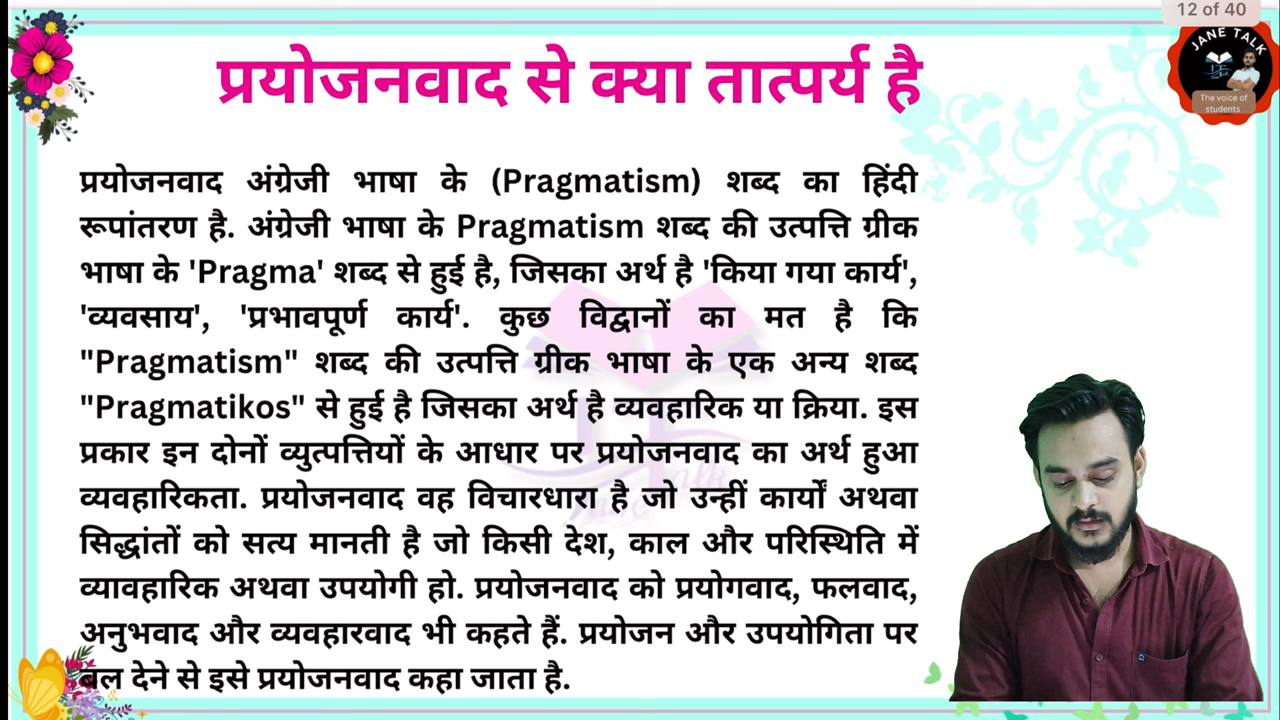 12 of 40
JANE TALK
The voice of
students
प्रयोजनवाद से क्या तात्पर्य है
प्रयोजनवाद अंग्रेजी भाषा के (Pragmatism) शब्द का हिंदी
रूपांतरण है. अंग्रेजी भाषा के Pragmatism शब्द की उत्पत्ति ग्रीक
भाषा के 'Pragma' शब्द से हुई है, जिसका अर्थ है 'किया गया कार्य',
'व्यवसाय', 'प्रभावपूर्ण कार्य'. कुछ विद्वानों का मत है कि
"Pragmatism" शब्द की उत्पत्ति ग्रीक भाषा के एक अन्य शब्द
"Pragmatikos" से हुई है जिसका अर्थ है व्यवहारिक या क्रिया. इस
प्रकार इन दोनों व्युत्पत्तियों के आधार पर प्रयोजनवाद का अर्थ हुआ
व्यवहारिकता. प्रयोजनवाद वह विचारधारा है जो उन्हीं कार्यों अथवा
सिद्धांतों को सत्य मानती है जो किसी देश, काल और परिस्थिति में
व्यावहारिक अथवा उपयोगी हो. प्रयोजनवाद को प्रयोगवाद, फलवाद,
अनुभवाद और व्यवहारवाद भी कहते हैं. प्रयोजन और उपयोगिता पर
बल देने से इसे प्रयोजनवाद कहा जाता है.